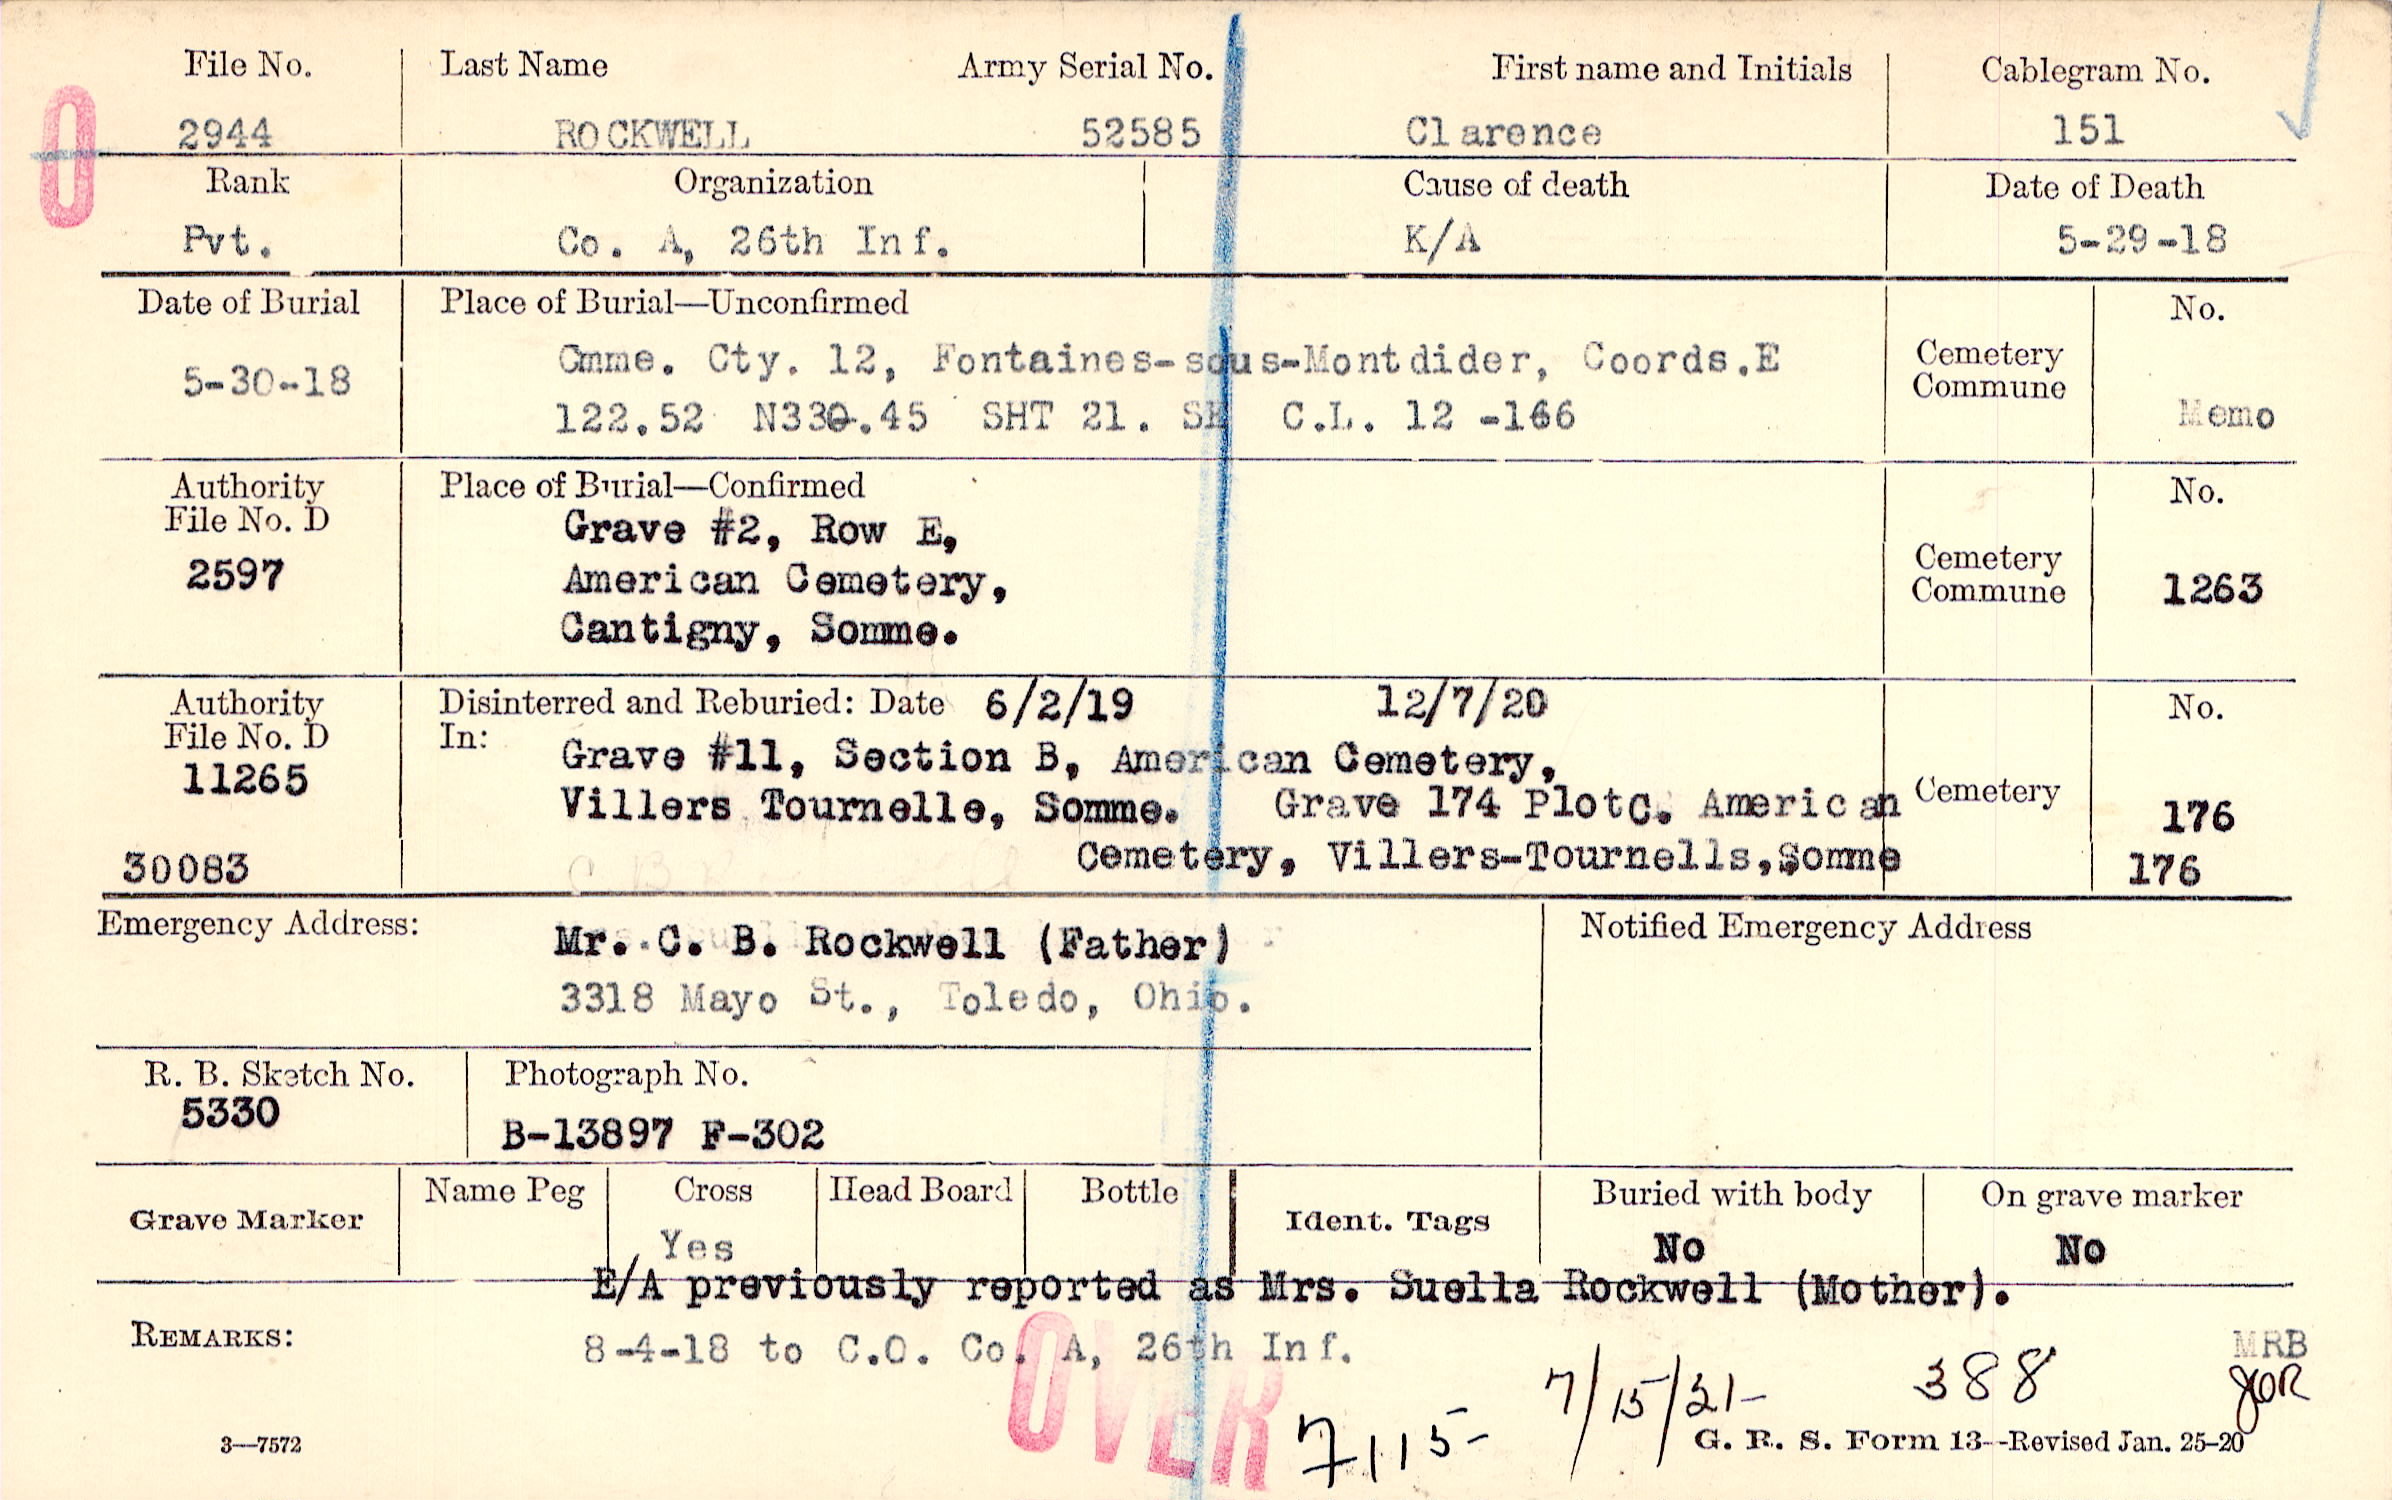 File No. Last Name Army Serial No. First name and Initials Cablegram No.
O 2944 ROCKWELL 52585 Clarence 151
Rank Organization Cause of death Date of Death
Pvt. Co. A, 26th Inf. K/A 5-29-18
Date of Burial Place of Burial—Unconfirmed No.
5-30-18 Cmme. Cty. 12, Fontaines-sous-Montdider, Coords.E Cemetery Commune
122.52 N330.45 SHT 21. SE C.L. 12 -166 Memo
Authority File No. D Place of Burial—Confirmed No.
Grave #2, Row E,
2597 American Cemetery, Cemetery Commune 1263
Cantigny, Somme.
Authority File No. D Disinterred and Reburied: Date 6/2/19 12/7/20 No.
11265 In: Grave #11, Section B, American Cemetery,
Villers Tournelle, Somme. Grave 174 Plot C. American Cemetery 176
30083 Cemetery, Villers-Tournells,Somme 176
Emergency Address: Mr. C. B. Rockwell (Father) Notified Emergency Address
3318 Mayo St., Toledo, Ohio.
R. B. Sketch No. Photograph No.
5330 B-13897 F-302
Grave Marker Name Peg Cross Head Board Bottle Ident. Tags Buried with body On grave marker
Yes No No
E/A previously reported as Mrs. Suella Rockwell (Mother).
REMARKS: 8-4-18 to C.O. Co. A, 26th Inf. MRB
OVER 7115- 7/15/21- 388
3—7572 G. R. S. Form 13--Revised Jan. 25-20